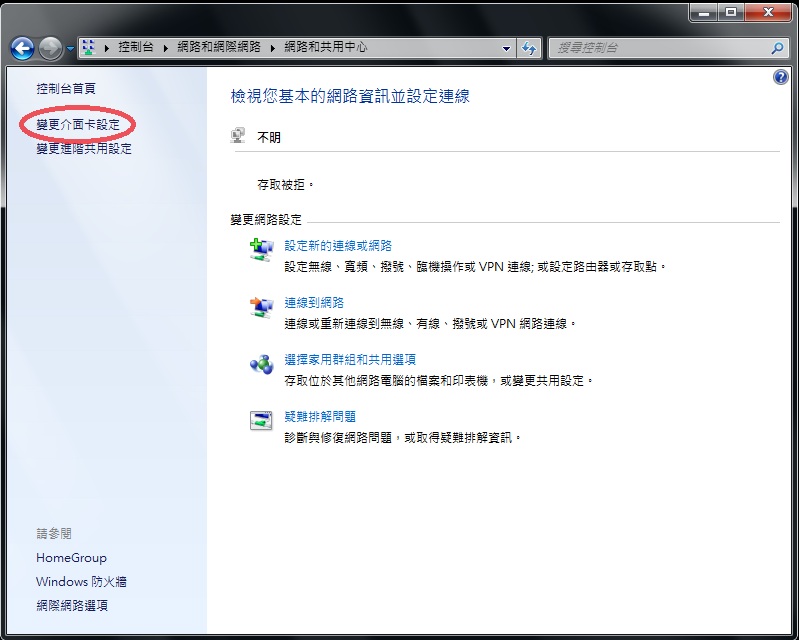 控制台 網路和網際網路 網路和共用中心
搜尋控制台
控制台首頁
變更介面卡設定
變更進階共用設定
檢視您基本的網路資訊並設定連線
不明
存取被拒。
變更網路設定
設定新的連線或網路
設定無線、寬頻、撥號、臨機操作或 VPN 連線; 或設定路由器或存取點。
連線到網路
連線或重新連線到無線、有線、撥號或 VPN 網路連線。
選擇家用群組和共用選項
存取位於其他網路電腦的檔案和印表機，或變更共用設定。
疑難排解問題
診斷與修復網路問題，或取得疑難排解資訊。
請參閱
HomeGroup
Windows 防火牆
網際網路選項